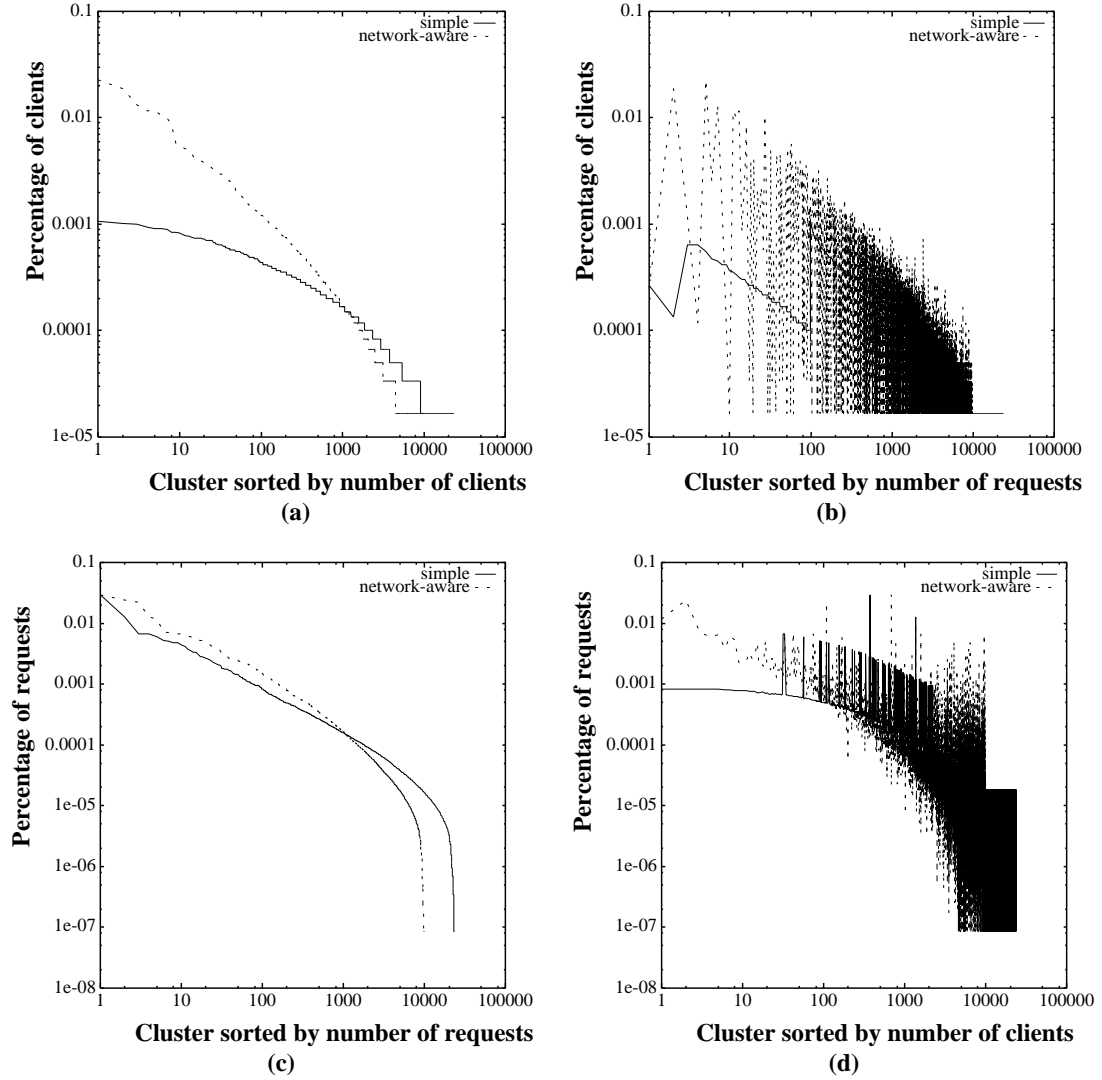 0.1
simple
network-aware
0.01
0.001
0.0001
1e-05
1
10
100
1000
10000
100000
Percentage of clients
Cluster sorted by number of clients
(a)
0.1
simple
network-aware
0.01
0.001
0.0001
1e-05
1
10
100
1000
10000
100000
Percentage of clients
Cluster sorted by number of requests
(b)
0.1
simple
network-aware
0.01
0.001
0.0001
1e-05
1e-06
1e-07
1e-08
1
10
100
1000
10000
100000
Percentage of requests
Cluster sorted by number of requests
(c)
0.1
simple
network-aware
0.01
0.001
0.0001
1e-05
1e-06
1e-07
1e-08
1
10
100
1000
10000
100000
Percentage of requests
Cluster sorted by number of clients
(d)